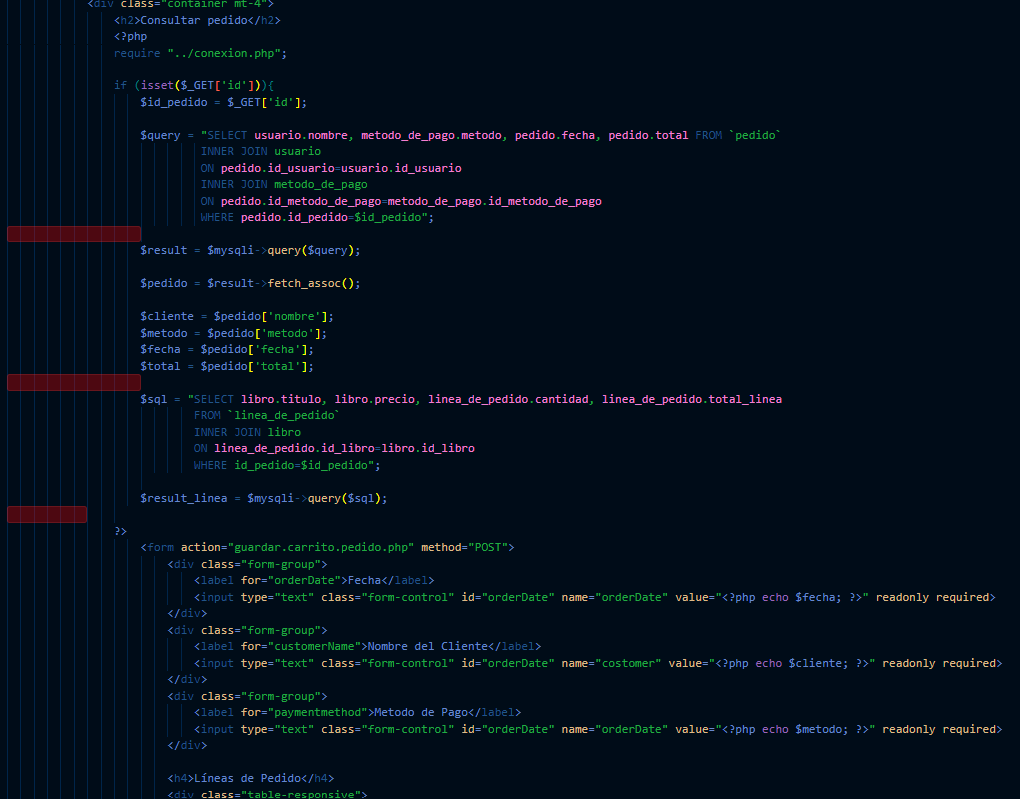 <div class="container mt-4">
<h2>Consultar pedido</h2>
<?php
require "../conexion.php";
if (isset($_GET['id'])){
$id_pedido = $_GET['id'];
$query = "SELECT usuario.nombre, metodo_de_pago.metodo, pedido.fecha, pedido.total FROM `pedido`
INNER JOIN usuario
ON pedido.id_usuario=usuario.id_usuario
INNER JOIN metodo_de_pago
ON pedido.id_metodo_de_pago=metodo_de_pago.id_metodo_de_pago
WHERE pedido.id_pedido=$id_pedido";
$result = $mysqli->query($query);
$pedido = $result->fetch_assoc();
$cliente = $pedido['nombre'];
$metodo = $pedido['metodo'];
$fecha = $pedido['fecha'];
$total = $pedido['total'];
$sql = "SELECT libro.titulo, libro.precio, linea_de_pedido.cantidad, linea_de_pedido.total_linea
FROM `linea_de_pedido`
INNER JOIN libro
ON linea_de_pedido.id_libro=libro.id_libro
WHERE id_pedido=$id_pedido";
$result_linea = $mysqli->query($sql);
?>
<form action="guardar.carrito.pedido.php" method="POST">
<div class="form-group">
<label for="orderDate">Fecha</label>
<input type="text" class="form-control" id="orderDate" name="orderDate" value="<?php echo $fecha; ?>" readonly required>
</div>
<div class="form-group">
<label for="customerName">Nombre del Cliente</label>
<input type="text" class="form-control" id="orderDate" name="costomer" value="<?php echo $cliente; ?>" readonly required>
</div>
<div class="form-group">
<label for="paymentmethod">Metodo de Pago</label>
<input type="text" class="form-control" id="orderDate" name="orderDate" value="<?php echo $metodo; ?>" readonly required>
</div>
<h4>Líneas de Pedido</h4>
<div class="table-responsive">